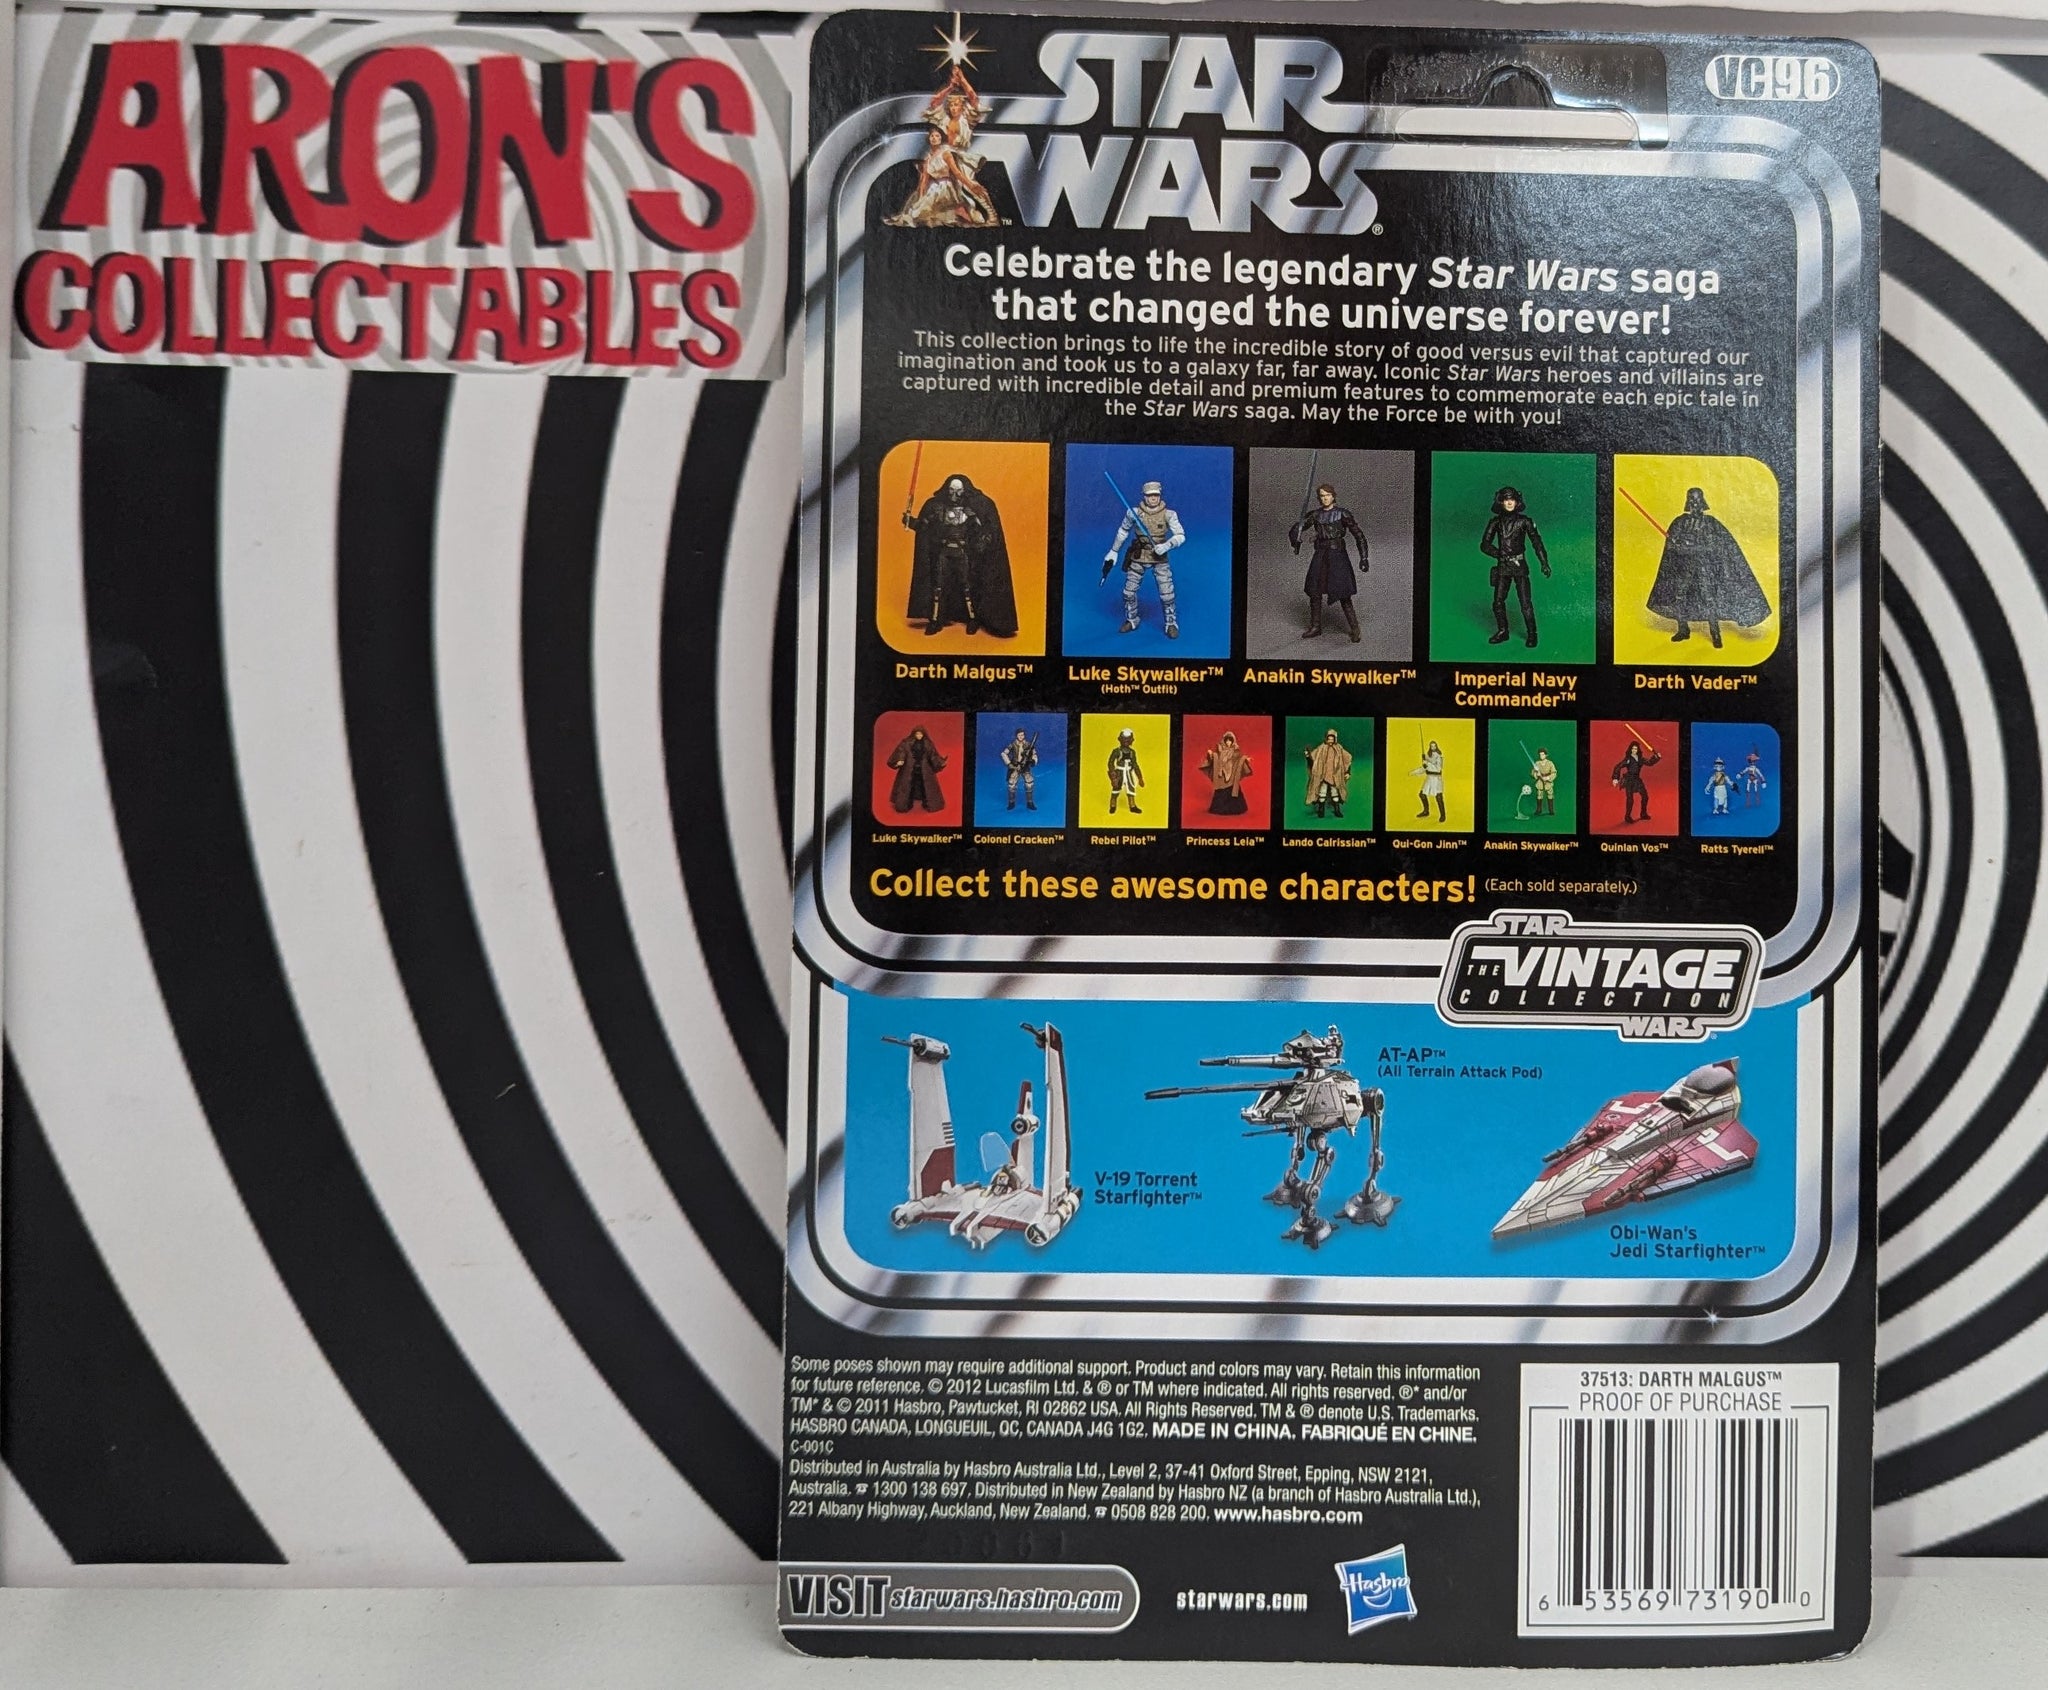 ARON'S
COLLECTABLES
STAR
WARS®
™
VC96
Celebrate the legendary Star Wars saga
that changed the universe forever!
This collection brings to life the incredible story of good versus evil that captured our
imagination and took us to a galaxy far, far away. Iconic Star Wars heroes and villains are
captured with incredible detail and premium features to commemorate each epic tale in
the Star Wars saga. May the Force be with you!
Darth Malgus™
Luke Skywalker™
(Hoth™ Outfit)
Anakin Skywalker™
Imperial Navy
Commander™
Darth Vader™
Luke Skywalker™
Colonel Cracken™
Rebel Pilot™
Princess Leia™
Lando Calrissian™
Qui-Gon Jinn™
Anakin Skywalker™
Quinlan Vos™
Ratts Tyerell™
Collect these awesome characters! (Each sold separately.)
STAR
THE VINTAGE
COLLECTION
WARS®
V-19 Torrent
Starfighter™
AT-AP™
(All Terrain Attack Pod)
Obi-Wan's
Jedi Starfighter™
Some poses shown may require additional support. Product and colors may vary. Retain this information
for future reference. © 2012 Lucasfilm Ltd. & ® or TM where indicated. All rights reserved. ®* and/or
TM* & © 2011 Hasbro, Pawtucket, RI 02862 USA. All Rights Reserved. TM & ® denote U.S. Trademarks.
HASBRO CANADA, LONGUEUIL, QC, CANADA J4G 1G2. MADE IN CHINA. FABRIQUÉ EN CHINE.
C-001C
Distributed in Australia by Hasbro Australia Ltd., Level 2, 37-41 Oxford Street, Epping, NSW 2121,
Australia. ☎ 1300 138 697. Distributed in New Zealand by Hasbro NZ (a branch of Hasbro Australia Ltd.),
221 Albany Highway, Auckland, New Zealand. ☎ 0508 828 200. www.hasbro.com
VISIT starwars.hasbro.com
starwars.com
Hasbro
37513: DARTH MALGUS™
PROOF OF PURCHASE
6 53569 73190 0